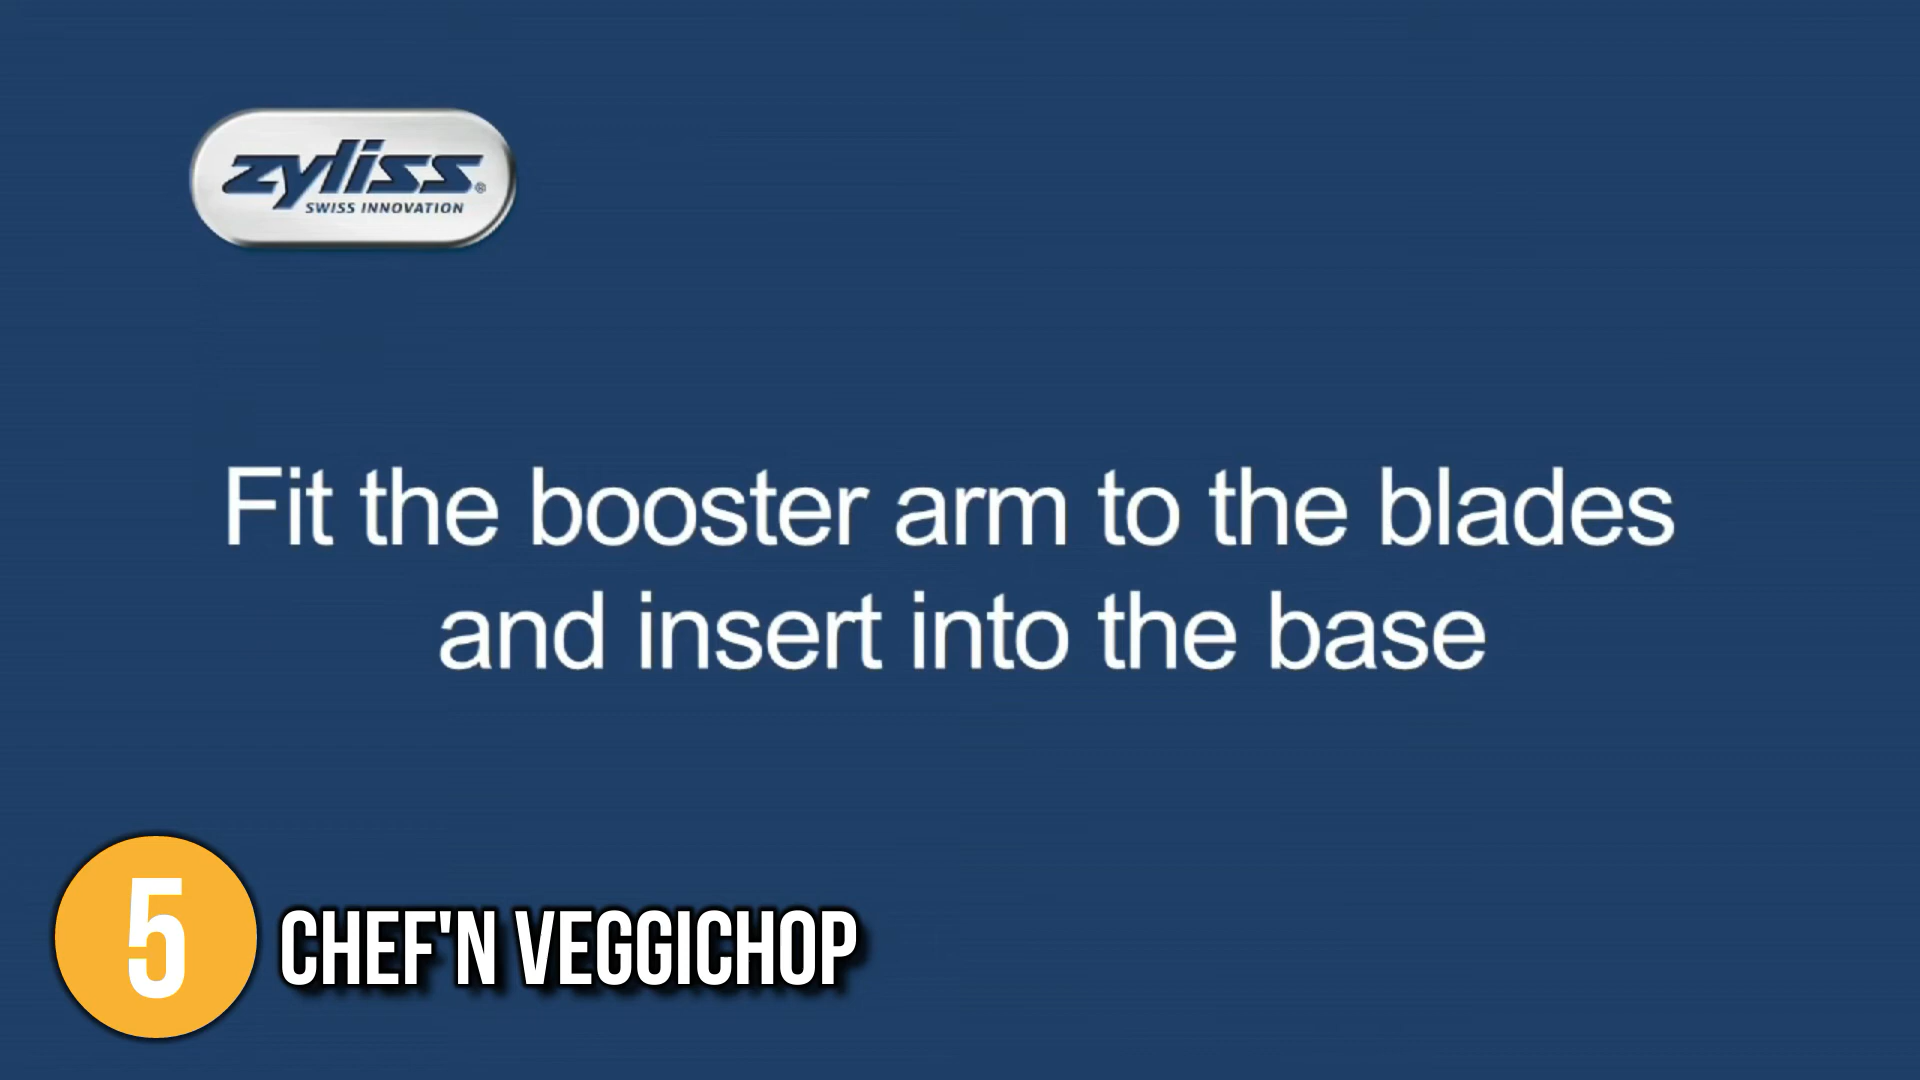 zyliss®
SWISS INNOVATION
Fit the booster arm to the blades
and insert into the base
5
CHEF'N VEGGICHOP